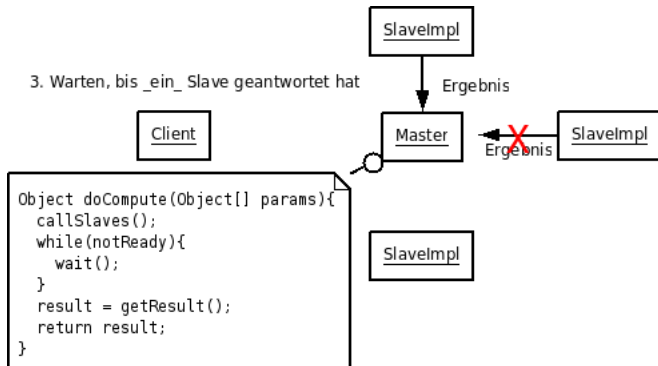 SlaveImpl
3. Warten, bis _ein_ Slave geantwortet hat
Ergebnis
Client
Master
SlaveImpl
Ergebnis
Object doCompute(Object[] params){
callSlaves();
while(notReady){
wait();
}
result = getResult();
return result;
}
SlaveImpl